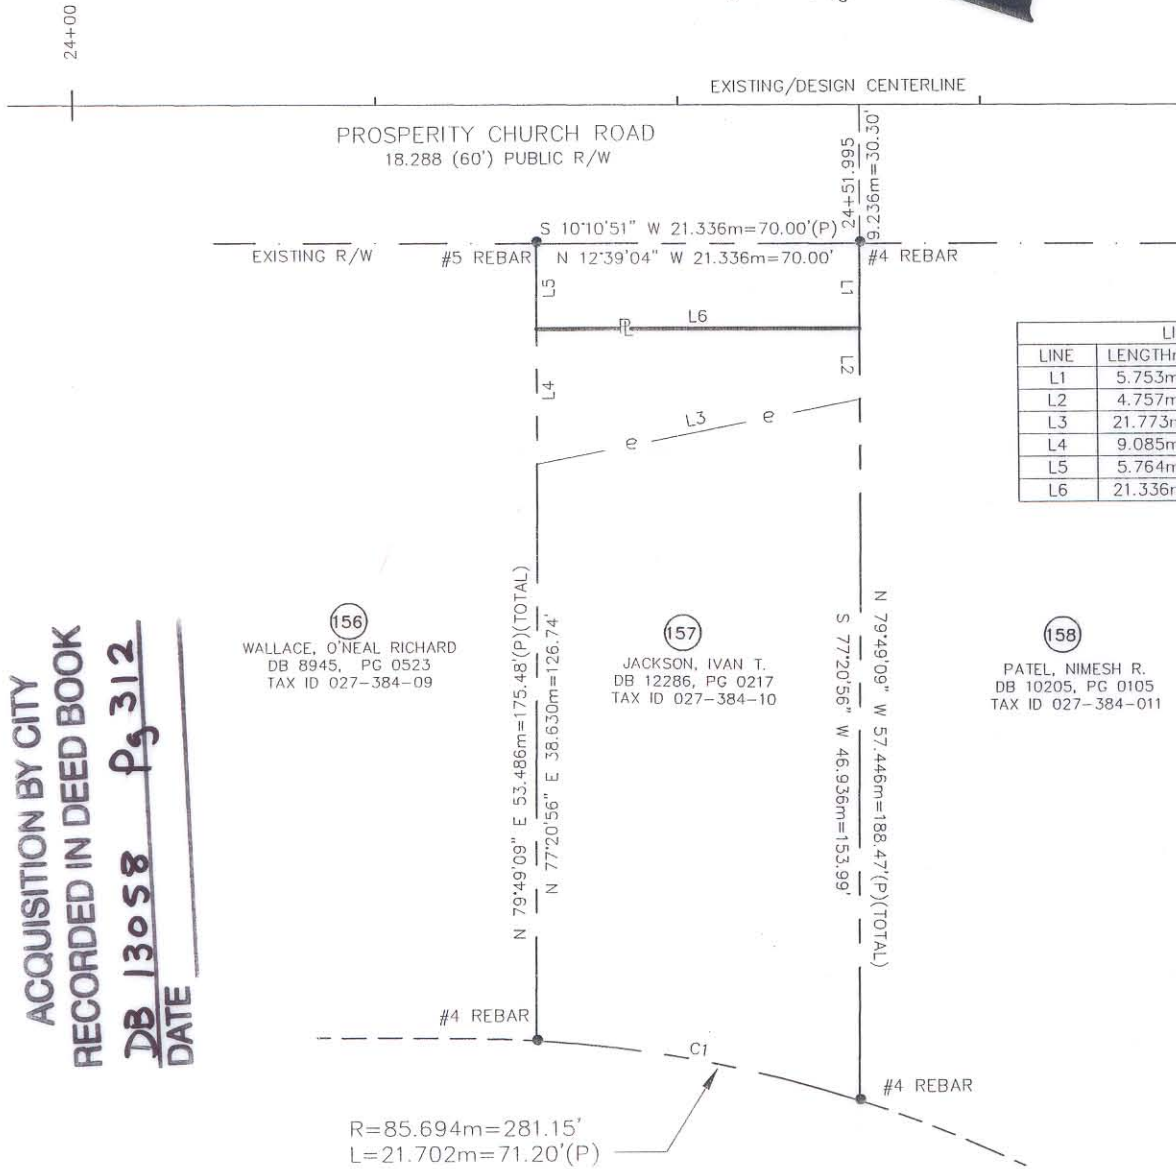 24+00
EXISTING/DESIGN CENTERLINE
PROSPERITY CHURCH ROAD
18.288 (60') PUBLIC R/W
24+51.995
9.236m=30.30'
S 10°10'51" W 21.336m=70.00'(P)
EXISTING R/W
#5 REBAR
N 12°39'04" W 21.336m=70.00'
#4 REBAR
L5
L1
L6
PL
L4
L2
L3
e
e
LI
LINE LENGTH
L1 5.753m
L2 4.757m
L3 21.773
L4 9.085m
L5 5.764m
L6 21.336
156
WALLACE, O'NEAL RICHARD
DB 8945, PG 0523
TAX ID 027-384-09
157
JACKSON, IVAN T.
DB 12286, PG 0217
TAX ID 027-384-10
158
PATEL, NIMESH R.
DB 10205, PG 0105
TAX ID 027-384-011
N 79°49'09" E 53.486m=175.48'(P)(TOTAL)
N 77°20'56" E 38.630m=126.74'
S 77°20'56" W 46.936m=153.99'
N 79°49'09" W 57.446m=188.47'(P)(TOTAL)
ACQUISITION BY CITY
RECORDED IN DEED BOOK
DB 13058 Pg 312
DATE
#4 REBAR
C1
#4 REBAR
R=85.694m=281.15'
L=21.702m=71.20'(P)